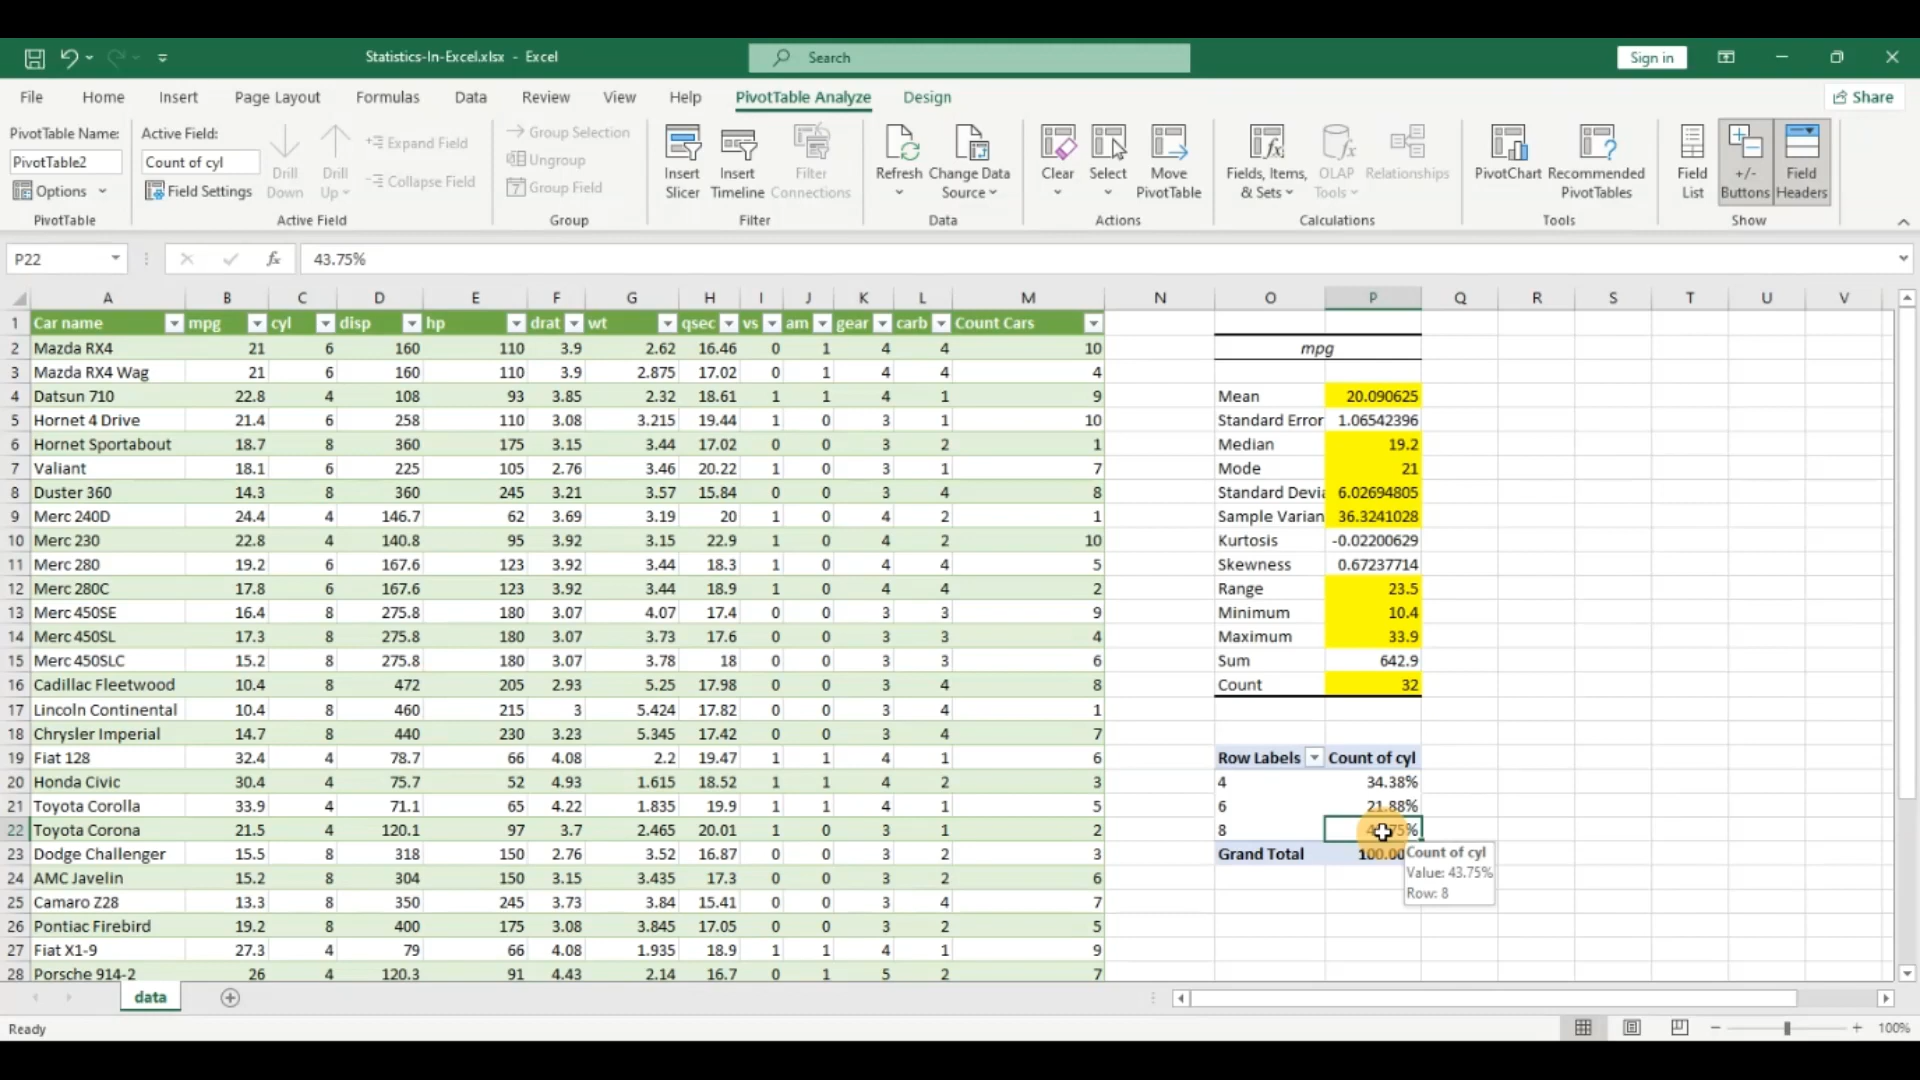 Statistics-In-Excel.xlsx - Excel
Search
Sign in
File Home Insert Page Layout Formulas Data Review View Help PivotTable Analyze Design Share
PivotTable Name:
PivotTable2
Options
PivotTable
Active Field:
Count of cyl
Field Settings
Drill Down
Drill Up
Expand Field
Collapse Field
Active Field
Group Selection
Ungroup
Group Field
Group
Insert Slicer
Insert Timeline
Filter Connections
Filter
Refresh
Change Data Source
Data
Clear
Select
Move PivotTable
Actions
Fields, Items, & Sets
OLAP Tools
Relationships
Calculations
PivotChart
Recommended PivotTables
Tools
Field List
+/- Buttons
Field Headers
Show
P22 fx 43.75%
A B C D E F G H I J K L M N O P Q R S T U V
1 Car name mpg cyl disp hp drat wt qsec vs am gear carb Count Cars
2 Mazda RX4 21 6 160 110 3.9 2.62 16.46 0 1 4 4 10 mpg
3 Mazda RX4 Wag 21 6 160 110 3.9 2.875 17.02 0 1 4 4 4
4 Datsun 710 22.8 4 108 93 3.85 2.32 18.61 1 1 4 1 9 Mean 20.090625
5 Hornet 4 Drive 21.4 6 258 110 3.08 3.215 19.44 1 0 3 1 10 Standard Error 1.06542396
6 Hornet Sportabout 18.7 8 360 175 3.15 3.44 17.02 0 0 3 2 1 Median 19.2
7 Valiant 18.1 6 225 105 2.76 3.46 20.22 1 0 3 1 7 Mode 21
8 Duster 360 14.3 8 360 245 3.21 3.57 15.84 0 0 3 4 8 Standard Devia 6.02694805
9 Merc 240D 24.4 4 146.7 62 3.69 3.19 20 1 0 4 2 1 Sample Varian 36.3241028
10 Merc 230 22.8 4 140.8 95 3.92 3.15 22.9 1 0 4 2 10 Kurtosis -0.02200629
11 Merc 280 19.2 6 167.6 123 3.92 3.44 18.3 1 0 4 4 5 Skewness 0.67237714
12 Merc 280C 17.8 6 167.6 123 3.92 3.44 18.9 1 0 4 4 2 Range 23.5
13 Merc 450SE 16.4 8 275.8 180 3.07 4.07 17.4 0 0 3 3 9 Minimum 10.4
14 Merc 450SL 17.3 8 275.8 180 3.07 3.73 17.6 0 0 3 3 4 Maximum 33.9
15 Merc 450SLC 15.2 8 275.8 180 3.07 3.78 18 0 0 3 3 6 Sum 642.9
16 Cadillac Fleetwood 10.4 8 472 205 2.93 5.25 17.98 0 0 3 4 8 Count 32
17 Lincoln Continental 10.4 8 460 215 3 5.424 17.82 0 0 3 4 1
18 Chrysler Imperial 14.7 8 440 230 3.23 5.345 17.42 0 0 3 4 7
19 Fiat 128 32.4 4 78.7 66 4.08 2.2 19.47 1 1 4 1 6 Row Labels Count of cyl
20 Honda Civic 30.4 4 75.7 52 4.93 1.615 18.52 1 1 4 2 3 4 34.38%
21 Toyota Corolla 33.9 4 71.1 65 4.22 1.835 19.9 1 1 4 1 5 6 21.88%
22 Toyota Corona 21.5 4 120.1 97 3.7 2.465 20.01 1 0 3 1 2 8
23 Dodge Challenger 15.5 8 318 150 2.76 3.52 16.87 0 0 3 2 3 Grand Total 100.00
24 AMC Javelin 15.2 8 304 150 3.15 3.435 17.3 0 0 3 2 6
25 Camaro Z28 13.3 8 350 245 3.73 3.84 15.41 0 0 3 4 7
26 Pontiac Firebird 19.2 8 400 175 3.08 3.845 17.05 0 0 3 2 5
27 Fiat X1-9 27.3 4 79 66 4.08 1.935 18.9 1 1 4 1 9
28 Porsche 914-2 26 4 120.3 91 4.43 2.14 16.7 0 1 5 2 7
Count of cyl
Value: 43.75%
Row: 8
data
Ready
100%